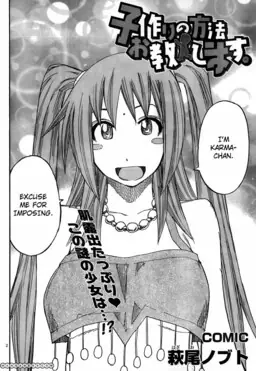 子作りの方法
お教えします。
I'M
KARMA-
CHAN.
EXCUSE
ME FOR
IMPOSING.
肌露出たっぷり♥
この謎の少女は…!?
COMIC
萩尾ノブト